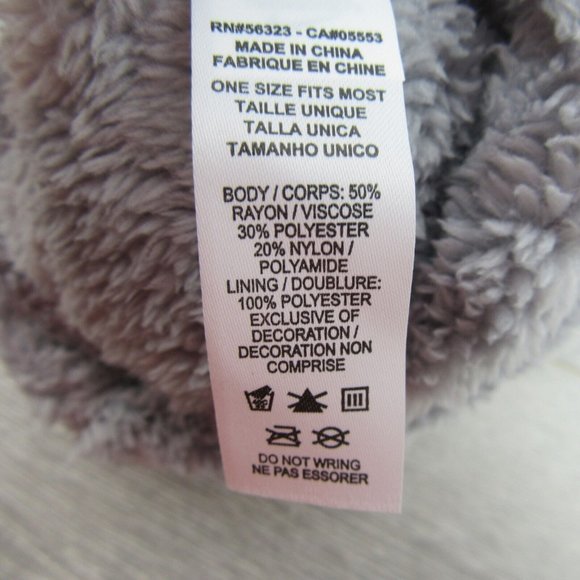 RN#56323 - CA#05553
MADE IN CHINA
FABRIQUE EN CHINE
ONE SIZE FITS MOST
TAILLE UNIQUE
TALLA UNICA
TAMANHO UNICO
BODY / CORPS: 50%
RAYON / VISCOSE
30% POLYESTER
20% NYLON /
POLYAMIDE
LINING / DOUBLURE:
100% POLYESTER
EXCLUSIVE OF
DECORATION /
DECORATION NON
COMPRISE
DO NOT WRING
NE PAS ESSORER